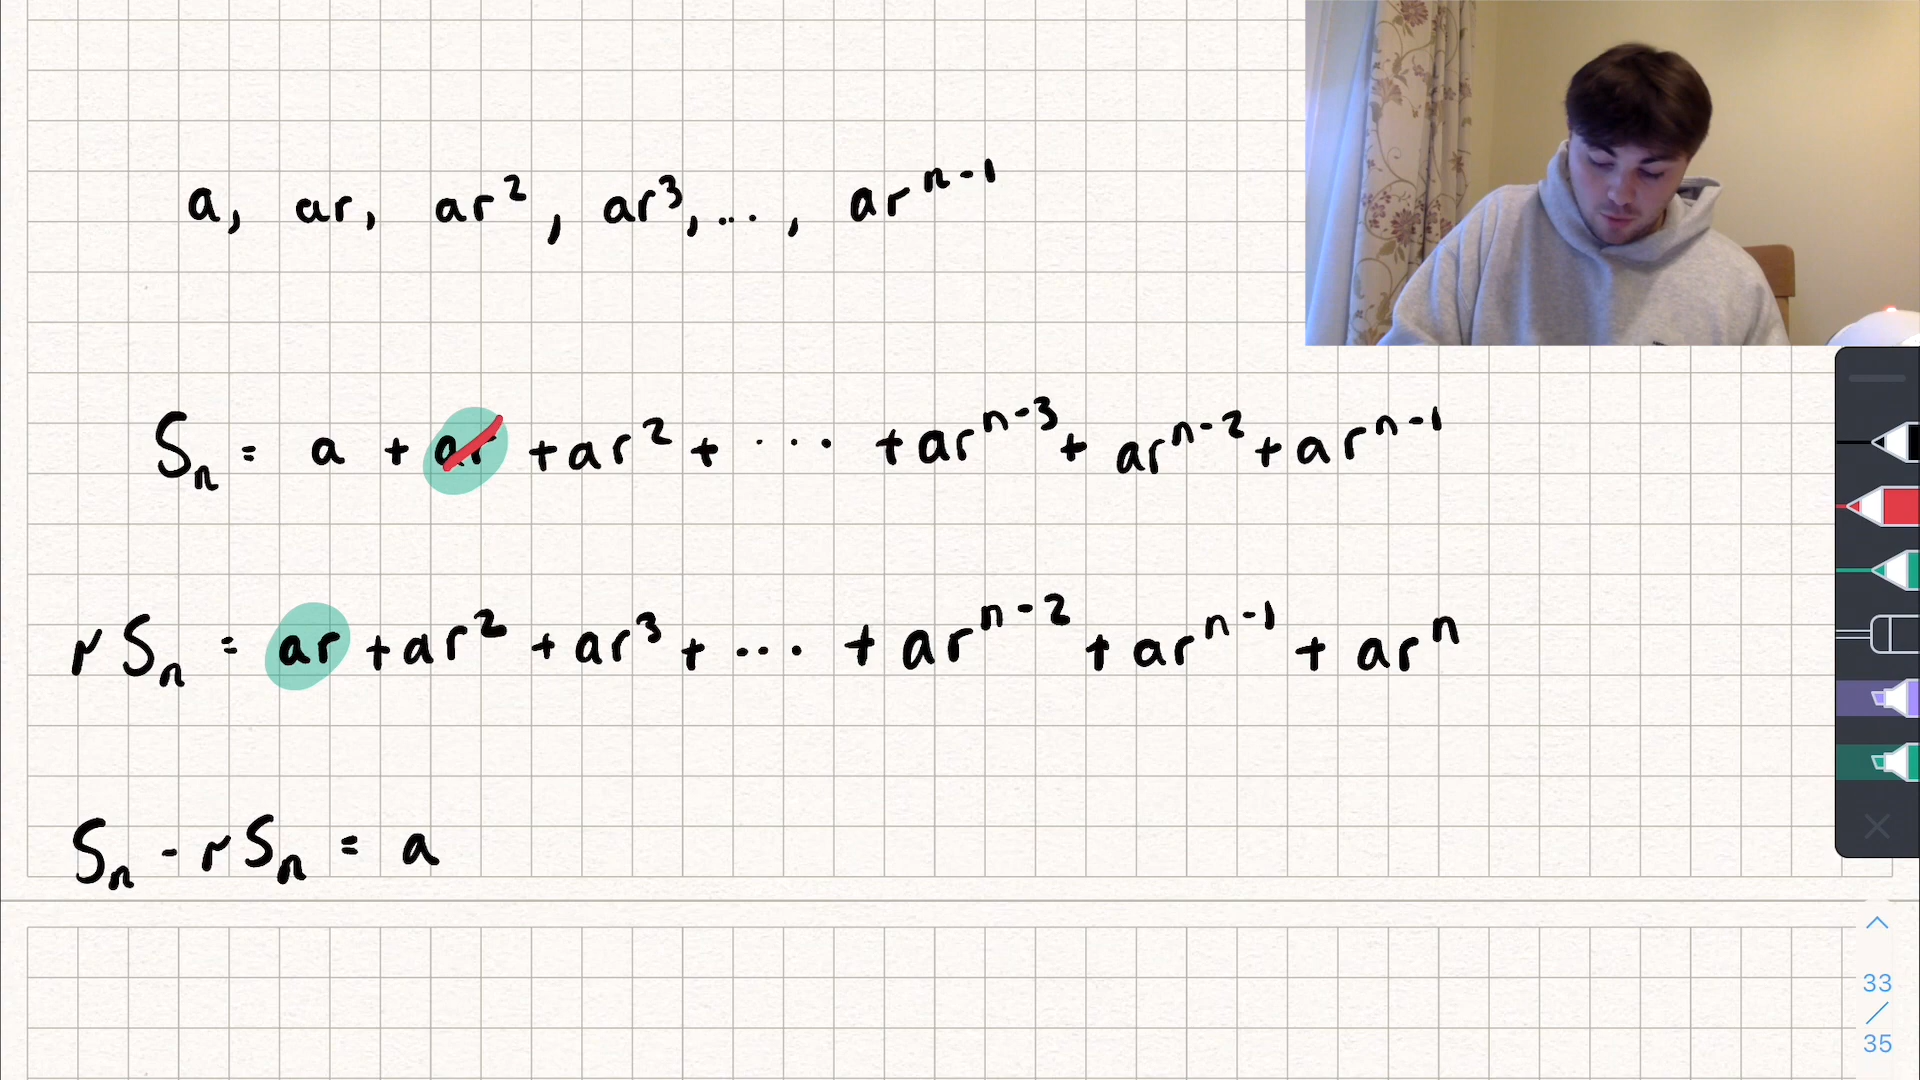 a, ar, ar², ar³, ... , arⁿ⁻¹
Sₙ = a + ar + ar² + ... + arⁿ⁻³ + arⁿ⁻² + arⁿ⁻¹
rSₙ = ar + ar² + ar³ + ... + arⁿ⁻² + arⁿ⁻¹ + arⁿ
Sₙ - rSₙ = a
33
/
35